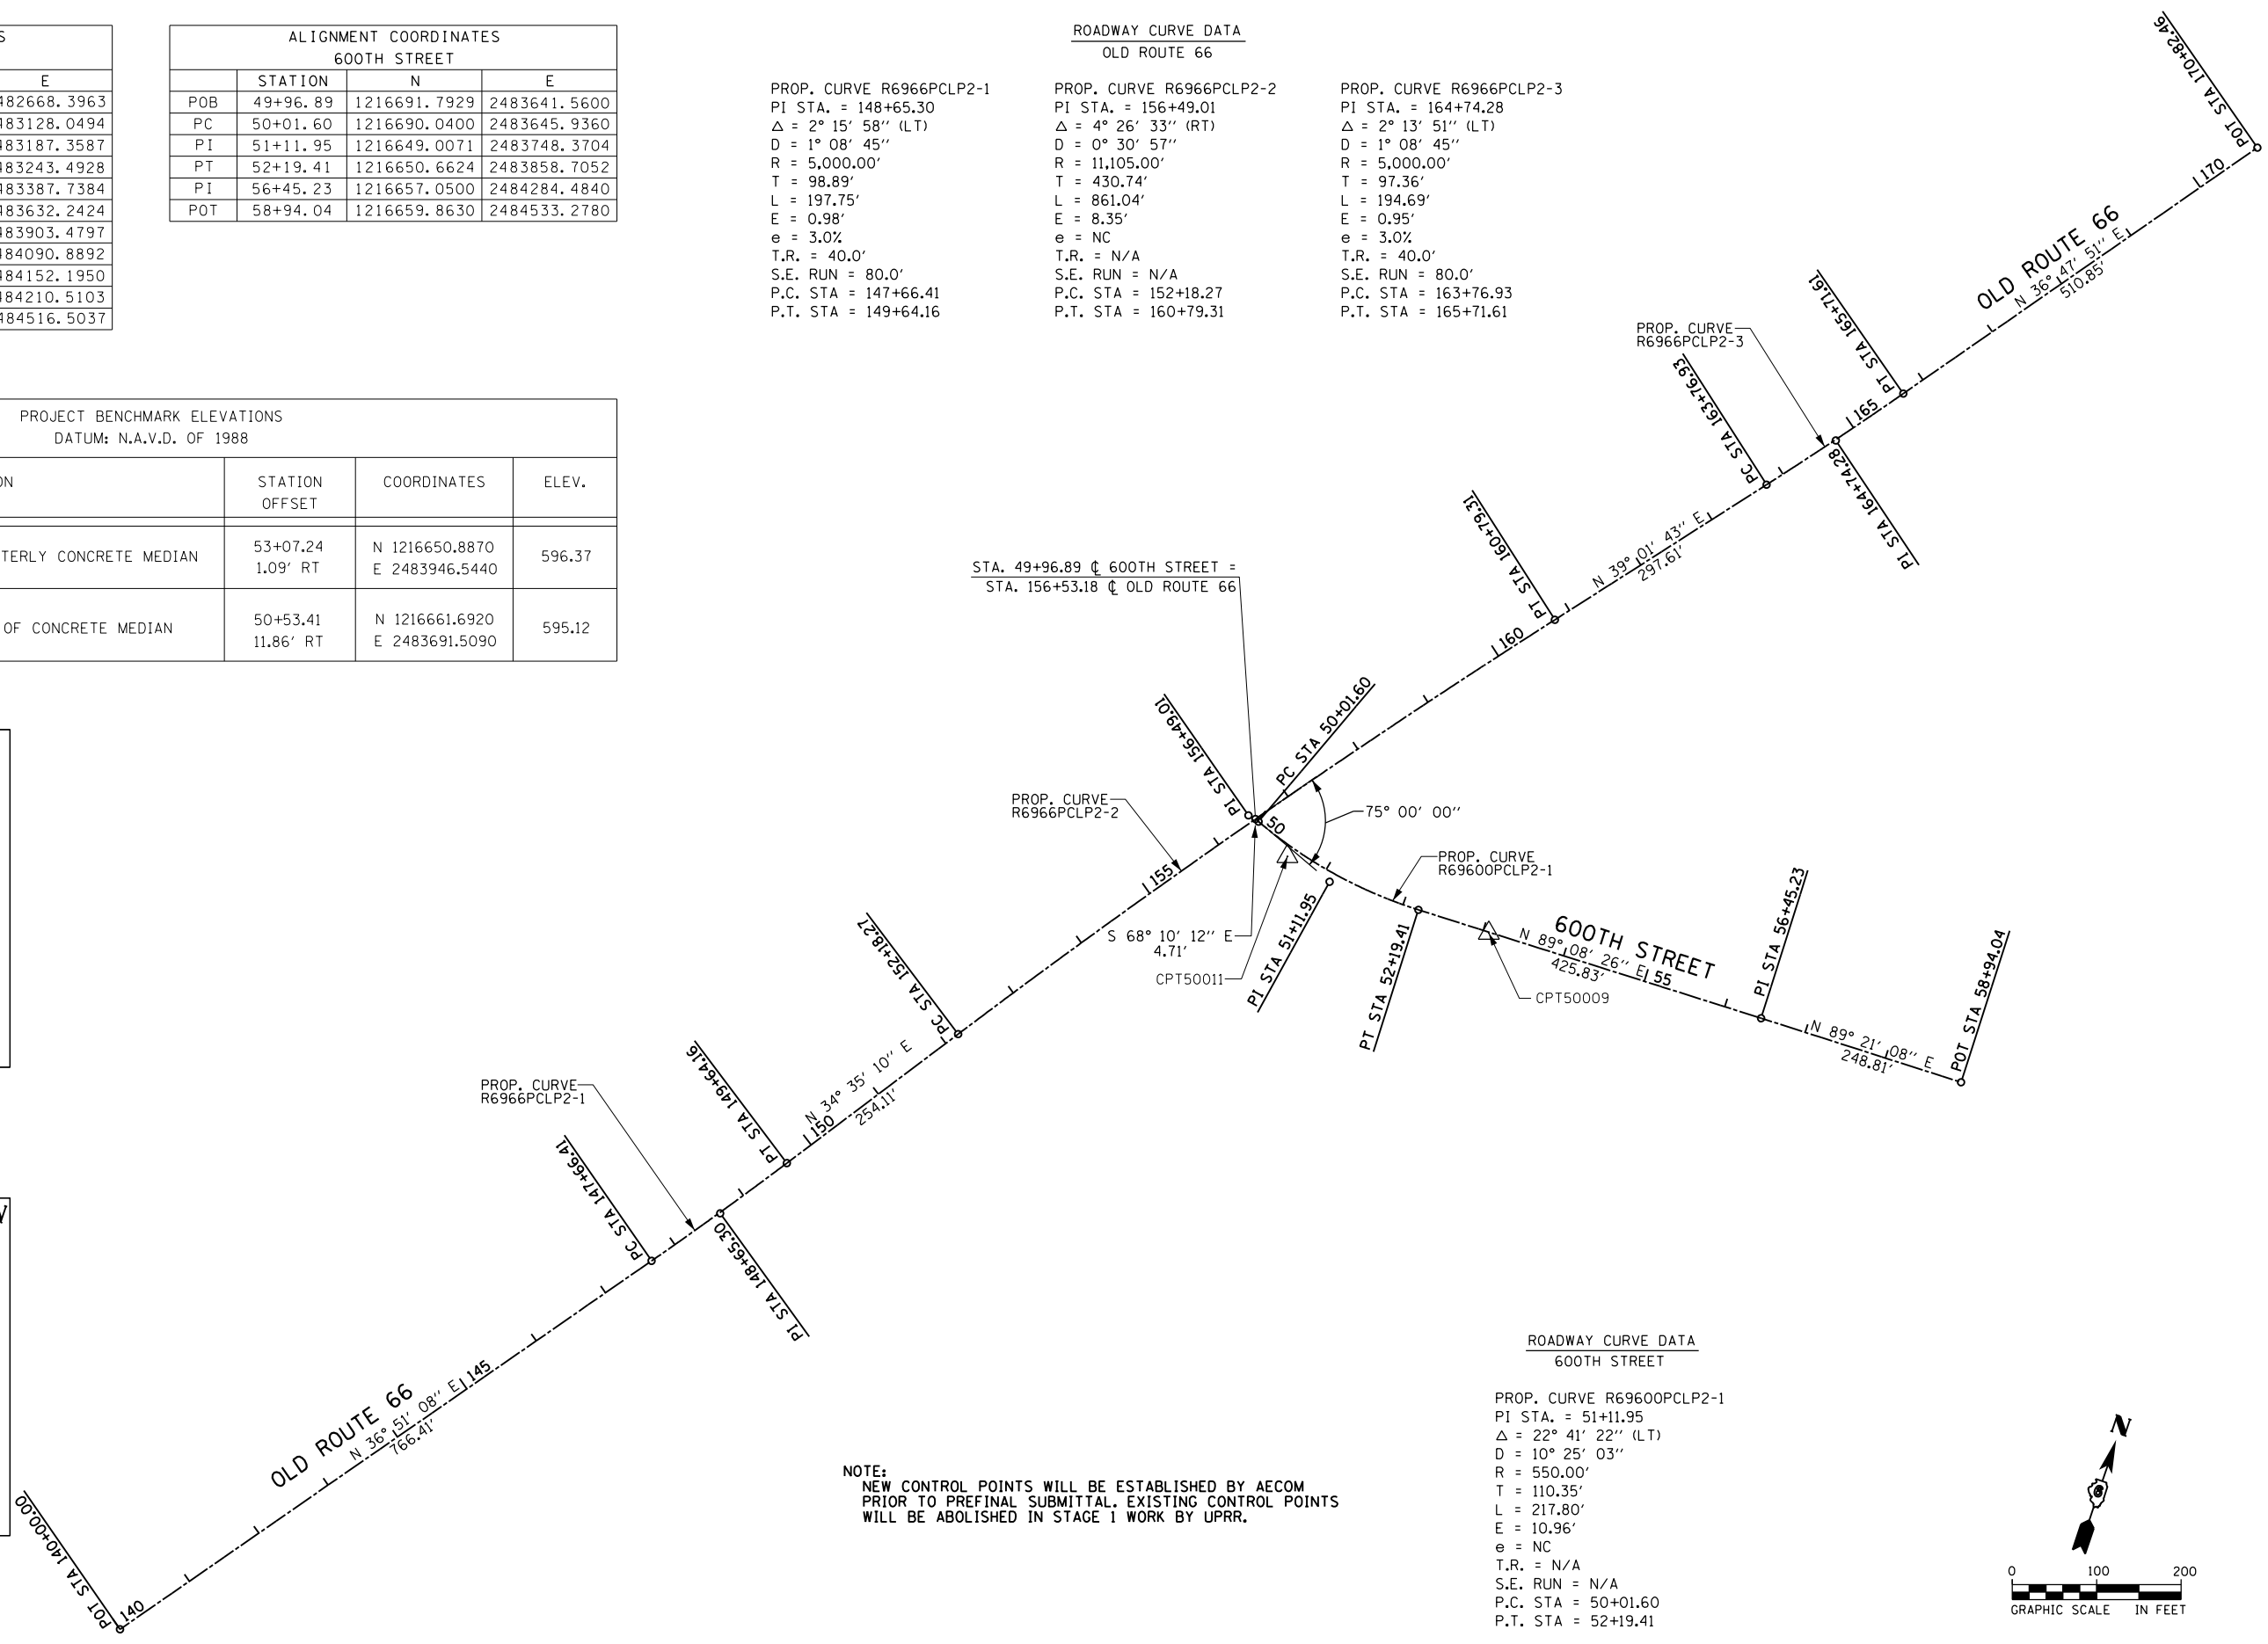 S
E
482668.3963
483128.0494
483187.3587
483243.4928
483387.7384
483632.2424
483903.4797
484090.8892
484152.1950
484210.5103
484516.5037
ALIGNMENT COORDINATES
600TH STREET
STATION N E
POB 49+96.89 1216691.7929 2483641.5600
PC 50+01.60 1216690.0400 2483645.9360
PI 51+11.95 1216649.0071 2483748.3704
PT 52+19.41 1216650.6624 2483858.7052
PI 56+45.23 1216657.0500 2484284.4840
POT 58+94.04 1216659.8630 2484533.2780
PROJECT BENCHMARK ELEVATIONS
DATUM: N.A.V.D. OF 1988
ON STATION OFFSET COORDINATES ELEV.
TERLY CONCRETE MEDIAN 53+07.24 N 1216650.8870 596.37
1.09' RT E 2483946.5440
OF CONCRETE MEDIAN 50+53.41 N 1216661.6920 595.12
11.86' RT E 2483691.5090
ROADWAY CURVE DATA
OLD ROUTE 66
PROP. CURVE R6966PCLP2-1
PI STA. = 148+65.30
Δ = 2° 15' 58'' (LT)
D = 1° 08' 45''
R = 5,000.00'
T = 98.89'
L = 197.75'
E = 0.98'
e = 3.0%
T.R. = 40.0'
S.E. RUN = 80.0'
P.C. STA = 147+66.41
P.T. STA = 149+64.16
PROP. CURVE R6966PCLP2-2
PI STA. = 156+49.01
Δ = 4° 26' 33'' (RT)
D = 0° 30' 57''
R = 11,105.00'
T = 430.74'
L = 861.04'
E = 8.35'
e = NC
T.R. = N/A
S.E. RUN = N/A
P.C. STA = 152+18.27
P.T. STA = 160+79.31
PROP. CURVE R6966PCLP2-3
PI STA. = 164+74.28
Δ = 2° 13' 51'' (LT)
D = 1° 08' 45''
R = 5,000.00'
T = 97.36'
L = 194.69'
E = 0.95'
e = 3.0%
T.R. = 40.0'
S.E. RUN = 80.0'
P.C. STA = 163+76.93
P.T. STA = 165+71.61
POT STA 170+82.46
170
OLD ROUTE 66
N 36° 47' 51'' E
510.85'
PT STA 165+71.61
PROP. CURVE
R6966PCLP2-3
165
PC STA 163+76.93
PI STA 164+74.28
N 39° 01' 43'' E
297.61'
PT STA 160+79.31
160
STA. 49+96.89 ℄ 600TH STREET =
STA. 156+53.18 ℄ OLD ROUTE 66
PC STA 50+01.60
PI STA 156+49.01
PROP. CURVE
R6966PCLP2-2
50
75° 00' 00''
PROP. CURVE
R69600PCLP2-1
155
S 68° 10' 12'' E
4.71'
CPT50011
PI STA 51+11.95
PT STA 52+19.41
600TH STREET
N 89° 08' 26'' E
425.83'
55
CPT50009
PI STA 56+45.23
N 89° 21' 08'' E
248.81'
POT STA 58+94.04
PC STA 152+18.27
N 34° 35' 10'' E
254.11'
150
PT STA 149+64.16
PROP. CURVE
R6966PCLP2-1
PC STA 147+66.41
PI STA 148+65.30
145
OLD ROUTE 66
N 36° 51' 08'' E
766.41'
POT STA 140+00.00
140
NOTE:
NEW CONTROL POINTS WILL BE ESTABLISHED BY AECOM
PRIOR TO PREFINAL SUBMITTAL. EXISTING CONTROL POINTS
WILL BE ABOLISHED IN STAGE 1 WORK BY UPRR.
ROADWAY CURVE DATA
600TH STREET
PROP. CURVE R69600PCLP2-1
PI STA. = 51+11.95
Δ = 22° 41' 22'' (LT)
D = 10° 25' 03''
R = 550.00'
T = 110.35'
L = 217.80'
E = 10.96'
e = NC
T.R. = N/A
S.E. RUN = N/A
P.C. STA = 50+01.60
P.T. STA = 52+19.41
N
6
0 100 200
GRAPHIC SCALE IN FEET